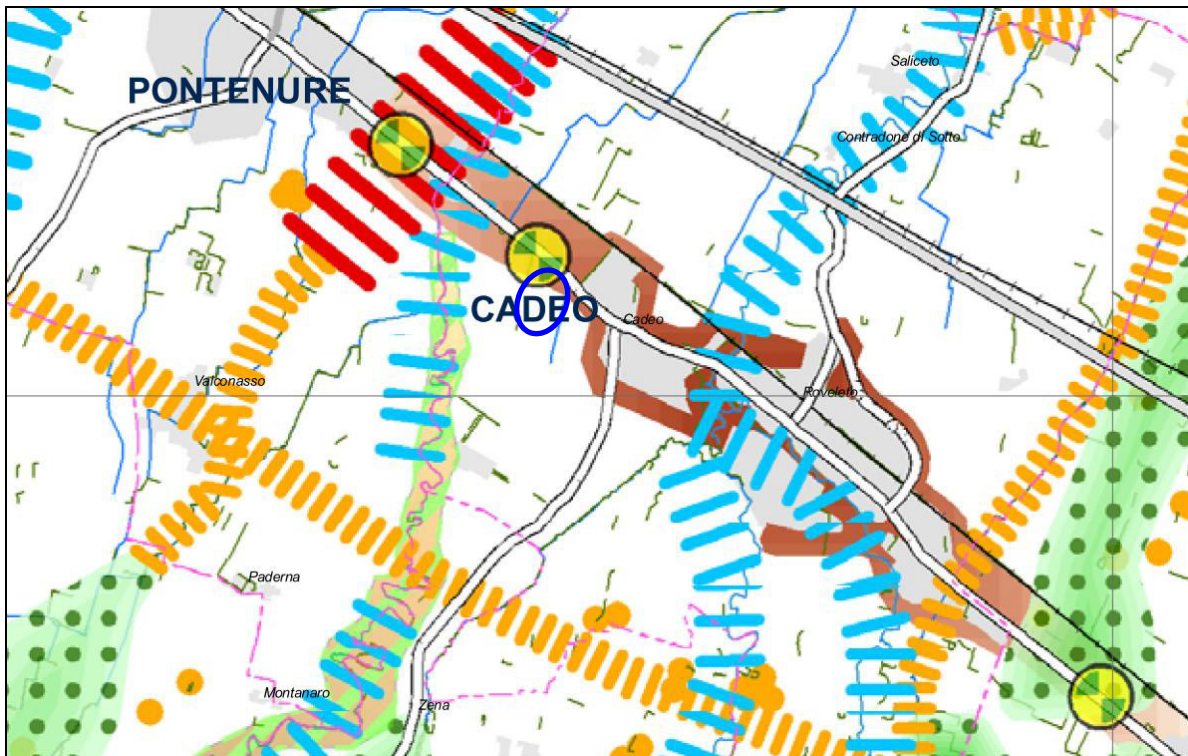 Saliceto
PONTENURE
Contradone di Sotto
CADEO
Cadeo
Valconasso
Roveleto
Paderna
Montanaro
Zena